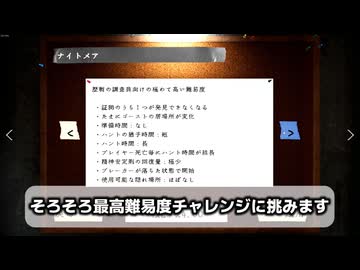 ナイトメア
歴戦の調査員向けの極めて高い難易度
・証拠のうち1つが発見できなくなる
・たまにゴーストの居場所が変化
・準備時間：なし
・ハントの猶予時間：短
・ハント時間：長
・プレイヤー死亡毎にハント時間が延長
・精神安定剤の回復量：極少
・ブレーカーが落ちた状態で開始
・使用可能な隠れ場所：ほぼなし
そろそろ最高難易度チャレンジに挑みます